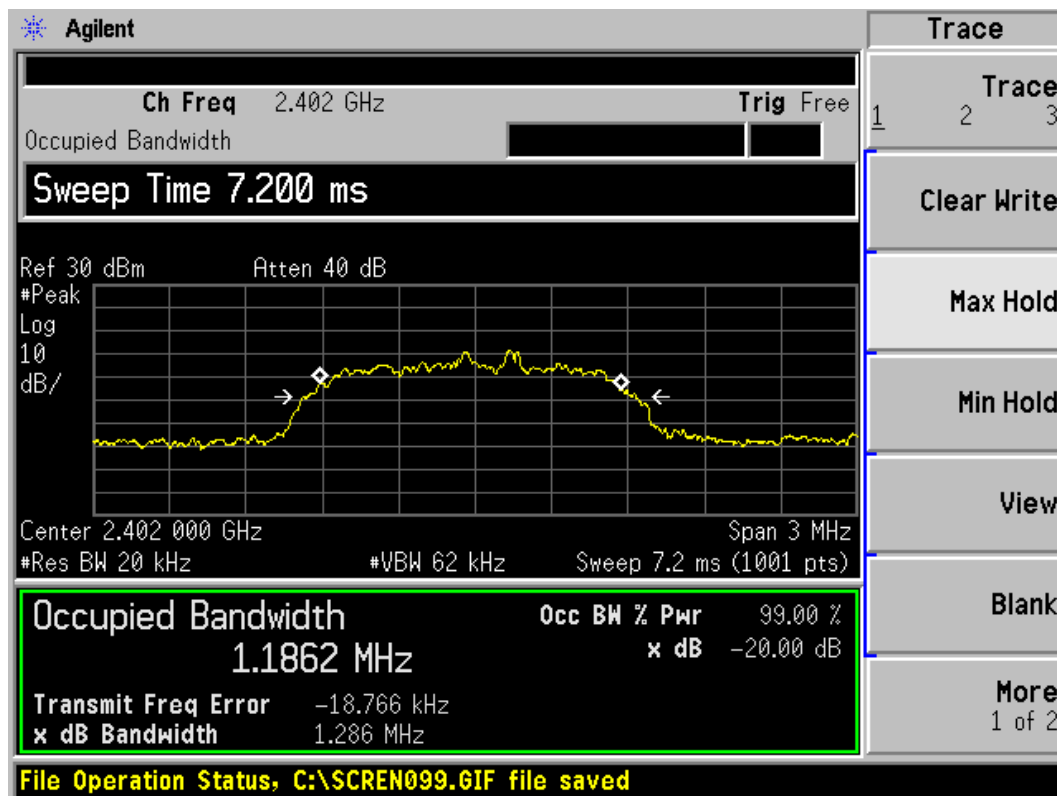 Agilent
Trace
Ch Freq 2.402 GHz Trig Free
Occupied Bandwidth
Sweep Time 7.200 ms
Ref 30 dBm Atten 40 dB
#Peak
Log
10
dB/
Center 2.402 000 GHz Span 3 MHz
#Res BW 20 kHz #VBW 62 kHz Sweep 7.2 ms (1001 pts)
Occupied Bandwidth Occ BW % Pwr 99.00 %
1.1862 MHz x dB -20.00 dB
Transmit Freq Error -18.766 kHz
x dB Bandwidth 1.286 MHz
File Operation Status, C:\SCREN099.GIF file saved
Trace
1 2 3
Clear Write
Max Hold
Min Hold
View
Blank
More
1 of 2